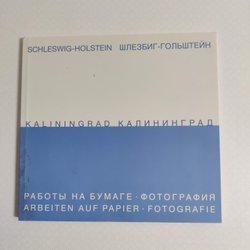 SCHLESWIG-HOLSTEIN ШЛЕЗВИГ-ГОЛЬШТЕЙН
KALININGRAD КАЛИНИНГРАД
РАБОТЫ НА БУМАГЕ · ФОТОГРАФИЯ
ARBEITEN AUF PAPIER · FOTOGRAFIE